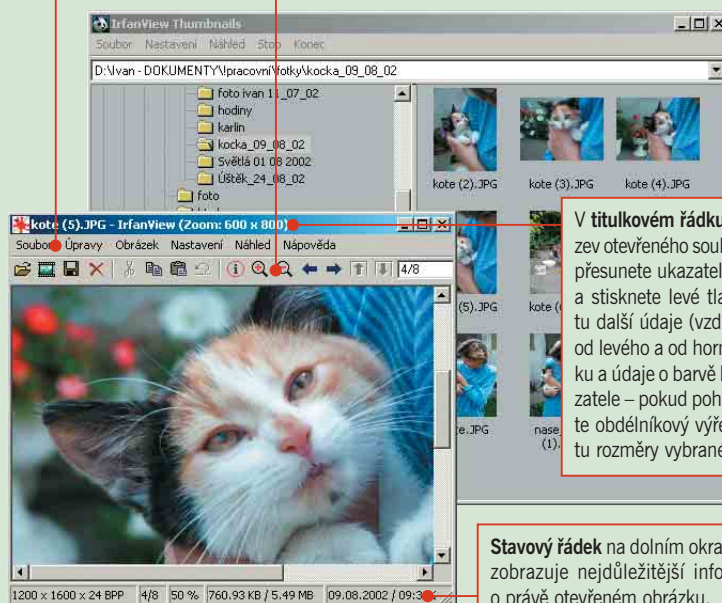 IrfanView Thumbnails
Soubor Nastavení Náhled Stop Konec
D:\Ivan - DOKUMENTY\!pracovní\fotky\kocka_09_08_02
foto ivan 11_07_02
hodiny
karlin
kocka_09_08_02
Světlá 01 08 2002
Úštěk_24_08_02
foto
kote (2).JPG
kote (3).JPG
kote (4).JPG
kote (5).JPG - IrfanView (Zoom: 600 x 800)
Soubor Úpravy Obrázek Nastavení Náhled Nápověda
4/8
(5).JPG
kote (
te.JPG
nase_
(1).
V titulkovém řádku
zev otevřeného soul
přesunete ukazatel
a stisknete levé tla
tu další údaje (vzd
od levého a od horn
ku a údaje o barvě
zatele – pokud poh
te obdélníkový výře
tu rozměry vybrané
1200 x 1600 x 24 BPP 4/8 50 % 760.93 KB / 5.49 MB 09.08.2002 / 09:3
Stavový řádek na dolním okra
zobrazuje nejdůležitější info
o právě otevřeném obrázku.